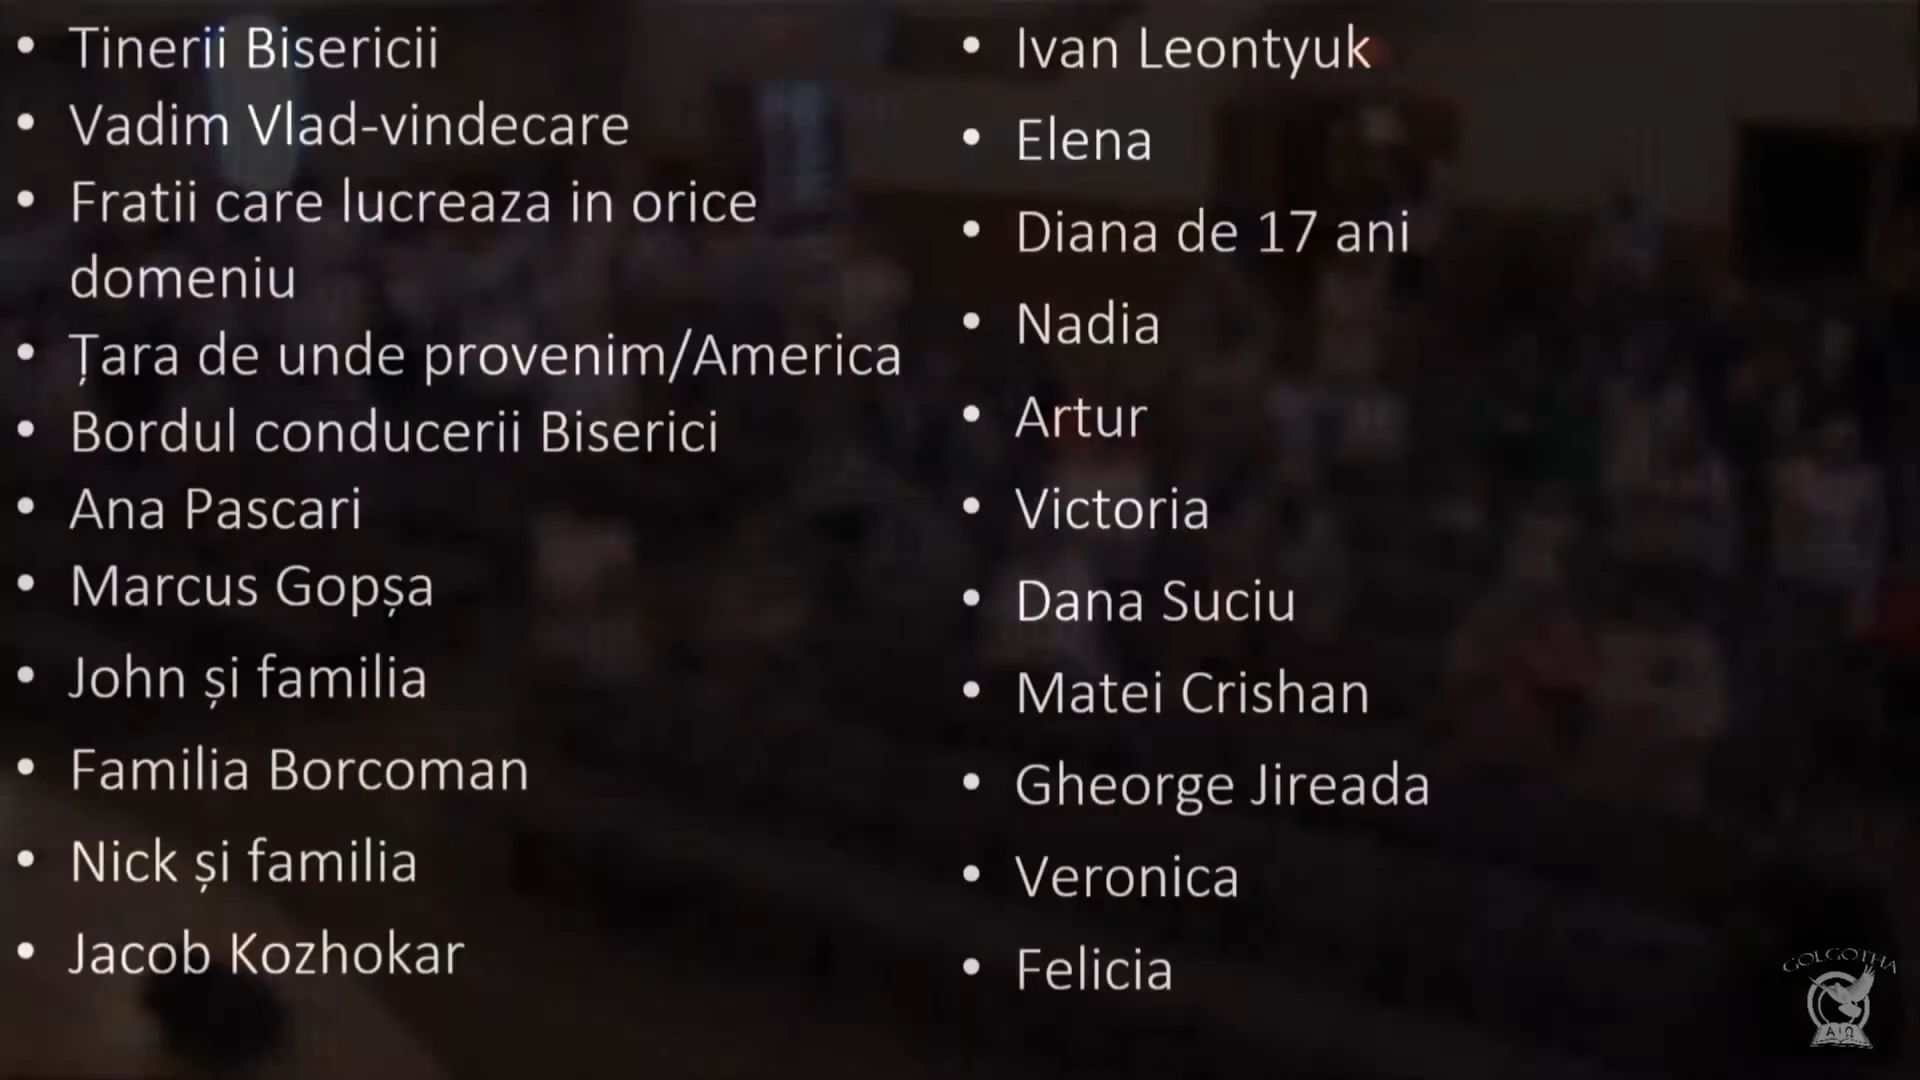 • Tinerii Bisericii
• Vadim Vlad-vindecare
• Fratii care lucreaza in orice
domeniu
• Țara de unde provenim/America
• Bordul conducerii Biserici
• Ana Pascari
• Marcus Gopșa
• John și familia
• Familia Borcoman
• Nick și familia
• Jacob Kozhokar
• Ivan Leontyuk
• Elena
• Diana de 17 ani
• Nadia
• Artur
• Victoria
• Dana Suciu
• Matei Crishan
• Gheorge Jireada
• Veronica
• Felicia
GOLGOTHA
A Ω